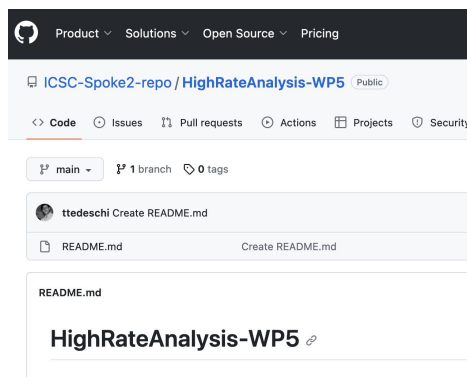 Product Solutions Open Source Pricing
ICSC-Spoke2-repo / HighRateAnalysis-WP5 Public
<> Code Issues Pull requests Actions Projects Security
main 1 branch 0 tags
ttedeschi Create README.md
README.md Create README.md
README.md
HighRateAnalysis-WP5